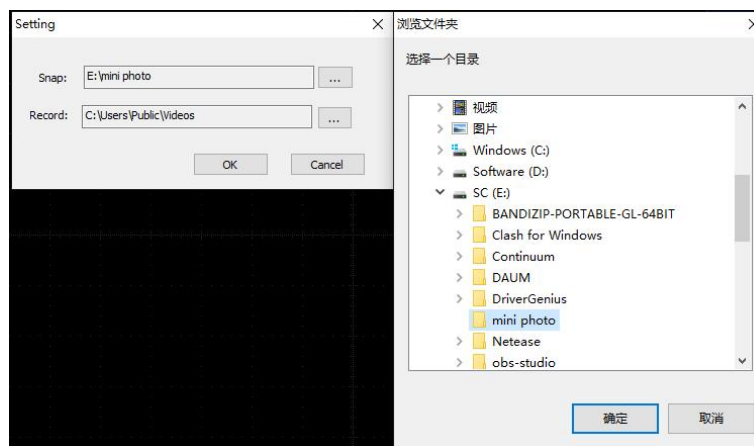 Setting
Snap:
E:\mini photo
...
Record:
C:\Users\Public\Videos
...
OK
Cancel
浏览文件夹
选择一个目录
视频
图片
Windows (C:)
Software (D:)
SC (E:)
BANDIZIP-PORTABLE-GL-64BIT
Clash for Windows
Continuum
DAUM
DriverGenius
mini photo
Netease
obs-studio
确定
取消